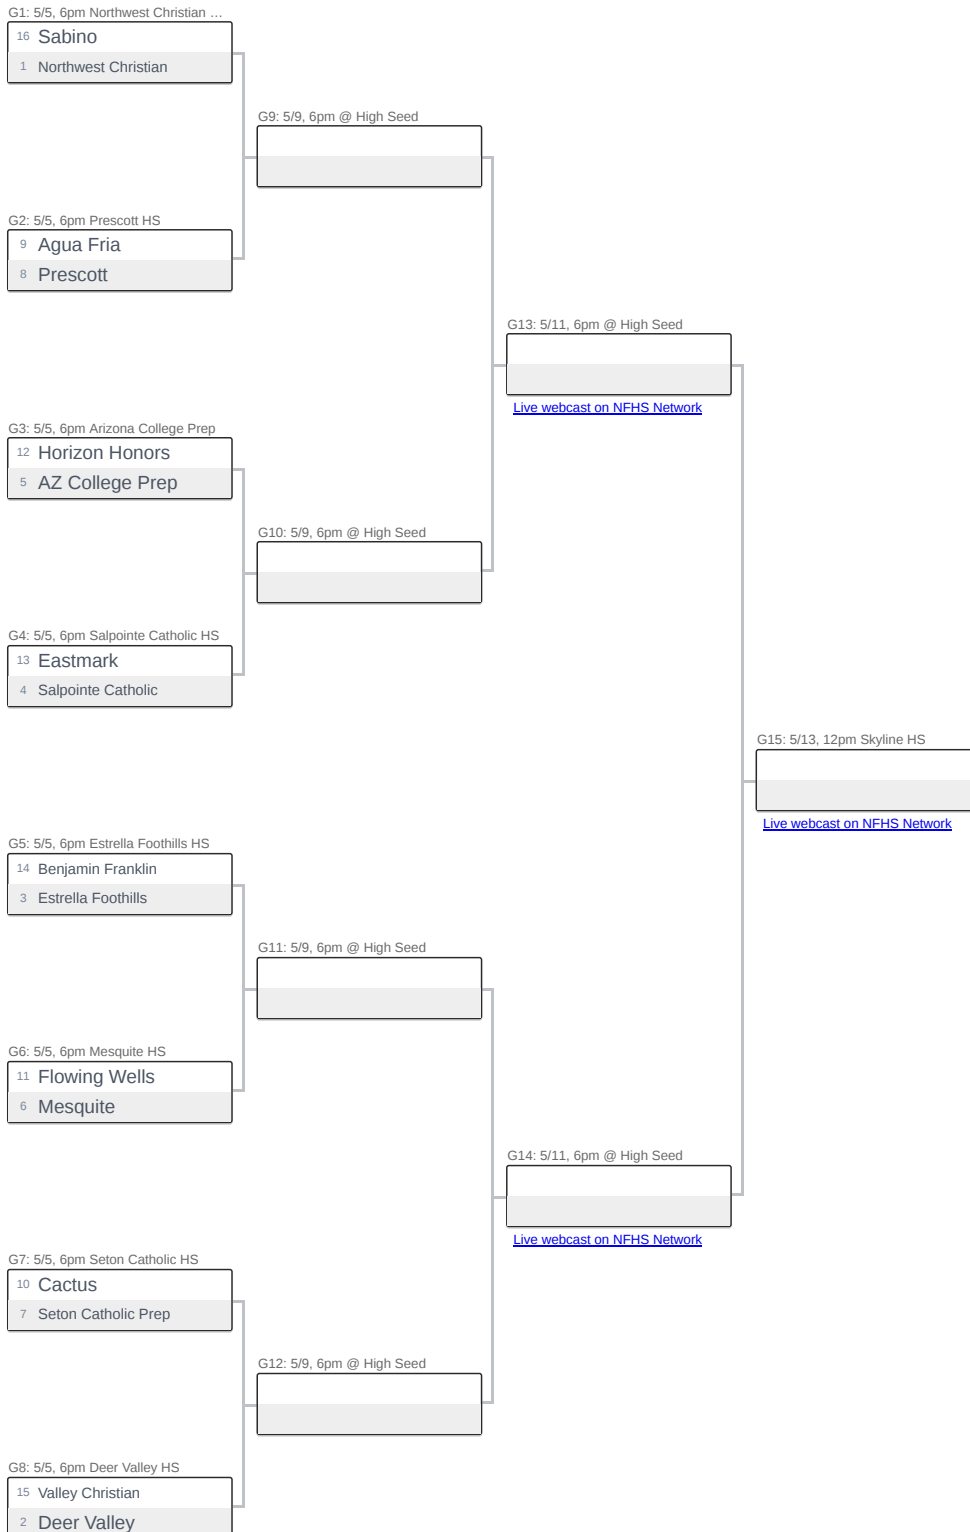 G1: 5/5, 6pm Northwest Christian …
16 Sabino
1 Northwest Christian
G9: 5/9, 6pm @ High Seed
G2: 5/5, 6pm Prescott HS
9 Agua Fria
8 Prescott
G13: 5/11, 6pm @ High Seed
Live webcast on NFHS Network
G3: 5/5, 6pm Arizona College Prep
12 Horizon Honors
5 AZ College Prep
G10: 5/9, 6pm @ High Seed
G4: 5/5, 6pm Salpointe Catholic HS
13 Eastmark
4 Salpointe Catholic
G15: 5/13, 12pm Skyline HS
Live webcast on NFHS Network
G5: 5/5, 6pm Estrella Foothills HS
14 Benjamin Franklin
3 Estrella Foothills
G11: 5/9, 6pm @ High Seed
G6: 5/5, 6pm Mesquite HS
11 Flowing Wells
6 Mesquite
G14: 5/11, 6pm @ High Seed
Live webcast on NFHS Network
G7: 5/5, 6pm Seton Catholic HS
10 Cactus
7 Seton Catholic Prep
G12: 5/9, 6pm @ High Seed
G8: 5/5, 6pm Deer Valley HS
15 Valley Christian
2 Deer Valley